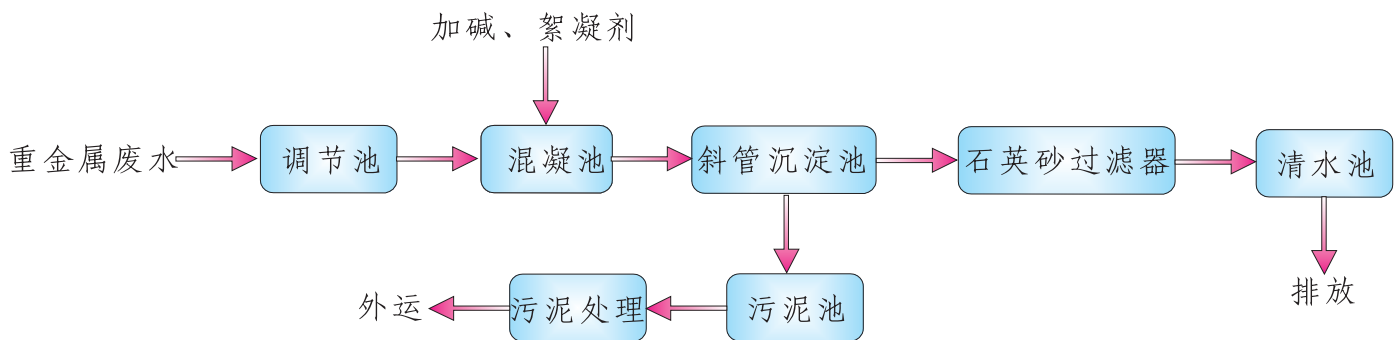 加碱、絮凝剂
重金属废水
调节池
混凝池
斜管沉淀池
石英砂过滤器
清水池
外运
污泥处理
污泥池
排放